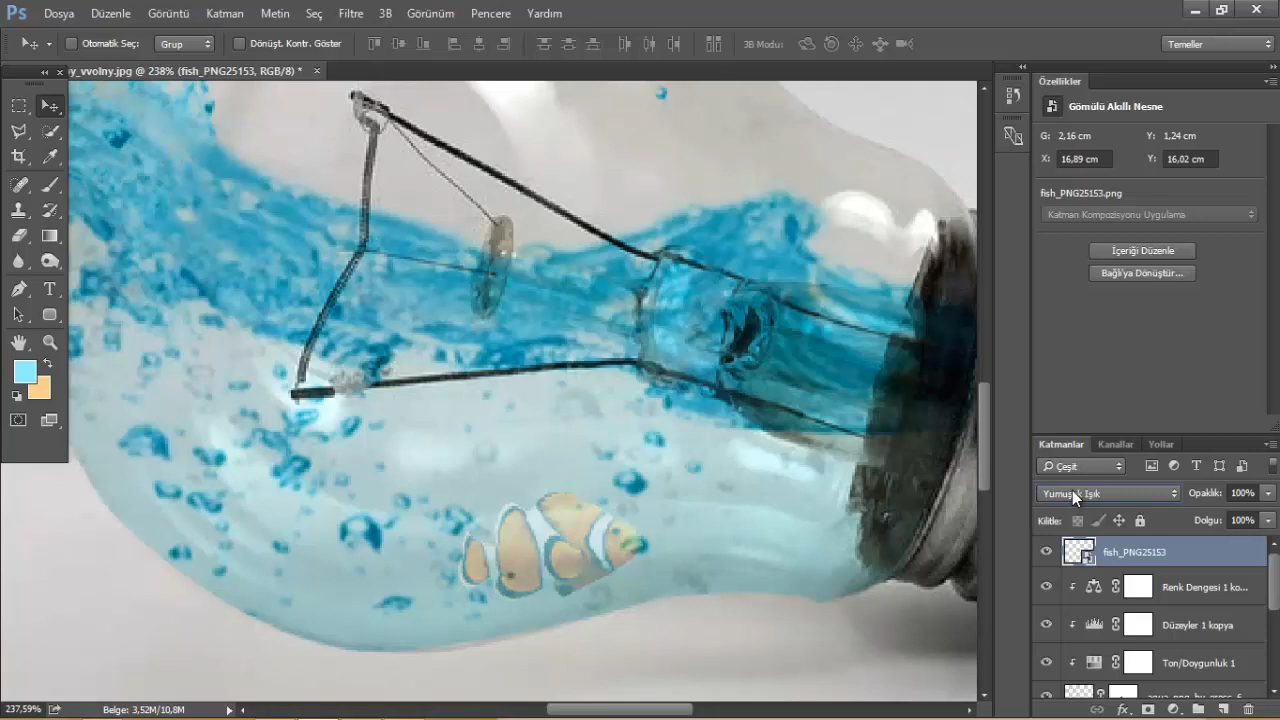 Ps Dosya Düzenle Görüntü Katman Metin Seç Filtre 3B Görünüm Pencere Yardım
Otomatik Seç: Grup Dönüşt. Kontr. Göster 3B Modu: Temeller
y_vvolny.jpg @ 238% (fish_PNG25153, RGB/8) * ×
Özellikler
Gömülü Akıllı Nesne
G: 2,16 cm Y: 1,24 cm
X: 16,89 cm Y: 16,02 cm
fish_PNG25153.png
Katman Kompozisyonu Uygulama
İçeriği Düzenle
Bağlı'ya Dönüştür...
Katmanlar Kanallar Yollar
Çeşit
Yumuşak Işık Opaklık: 100%
Kilitle: Dolgu: 100%
fish_PNG25153
Renk Dengesi 1 ko...
Düzeyler 1 kopya
Ton/Doygunluk 1
237,59% Belge: 3,52M/10,8M
fx